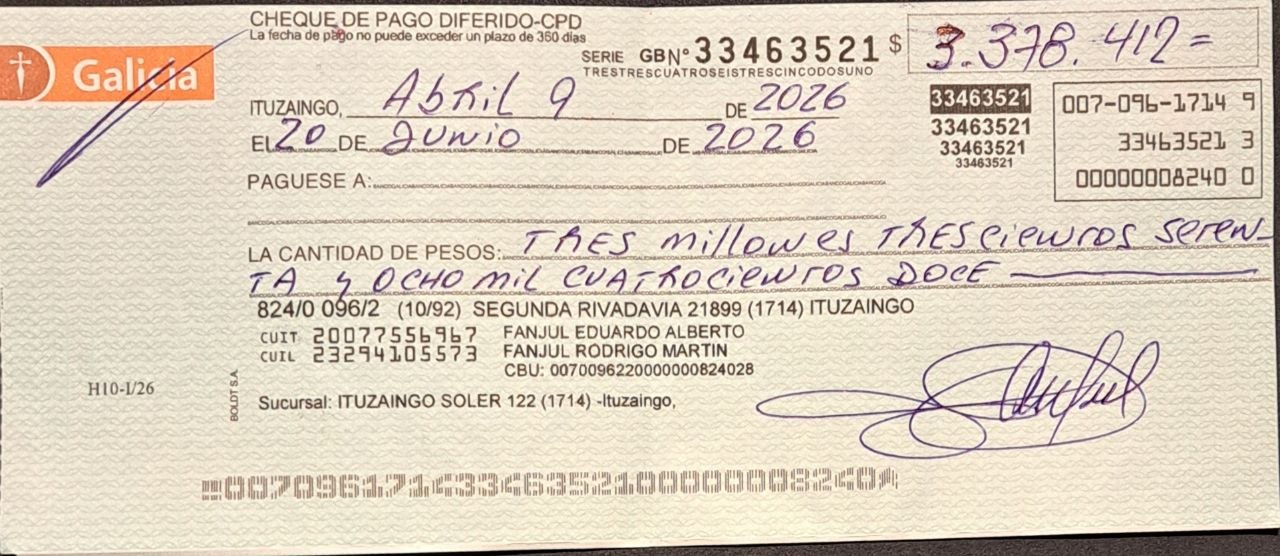 CHEQUE DE PAGO DIFERIDO-CPD
La fecha de pago no puede exceder un plazo de 360 días
Galicia
SERIE GB Nº 33463521 $ 3.378.412=
TRESTRESCUATROSEISTRESCINCODOSUNO
ITUZAINGO, Abril 9 DE 2026
EL 20 DE Junio DE 2026
33463521
33463521
33463521
33463521
007-096-1714 9
33463521 3
00000008240 0
PAGUESE A:
LA CANTIDAD DE PESOS: TRES millones TRESCIENTOS SETEN-
TA y OCHO mil CUATROCIENTOS DOCE
824/0 096/2 (10/92) SEGUNDA RIVADAVIA 21899 (1714) ITUZAINGO
CUIT 20077556967 FANJUL EDUARDO ALBERTO
CUIL 23294105573 FANJUL RODRIGO MARTIN
CBU: 0070096220000000824028
H10-I/26
BOLDT S.A.
Sucursal: ITUZAINGO SOLER 122 (1714) -Ituzaingo,
00709617143346352100000008240